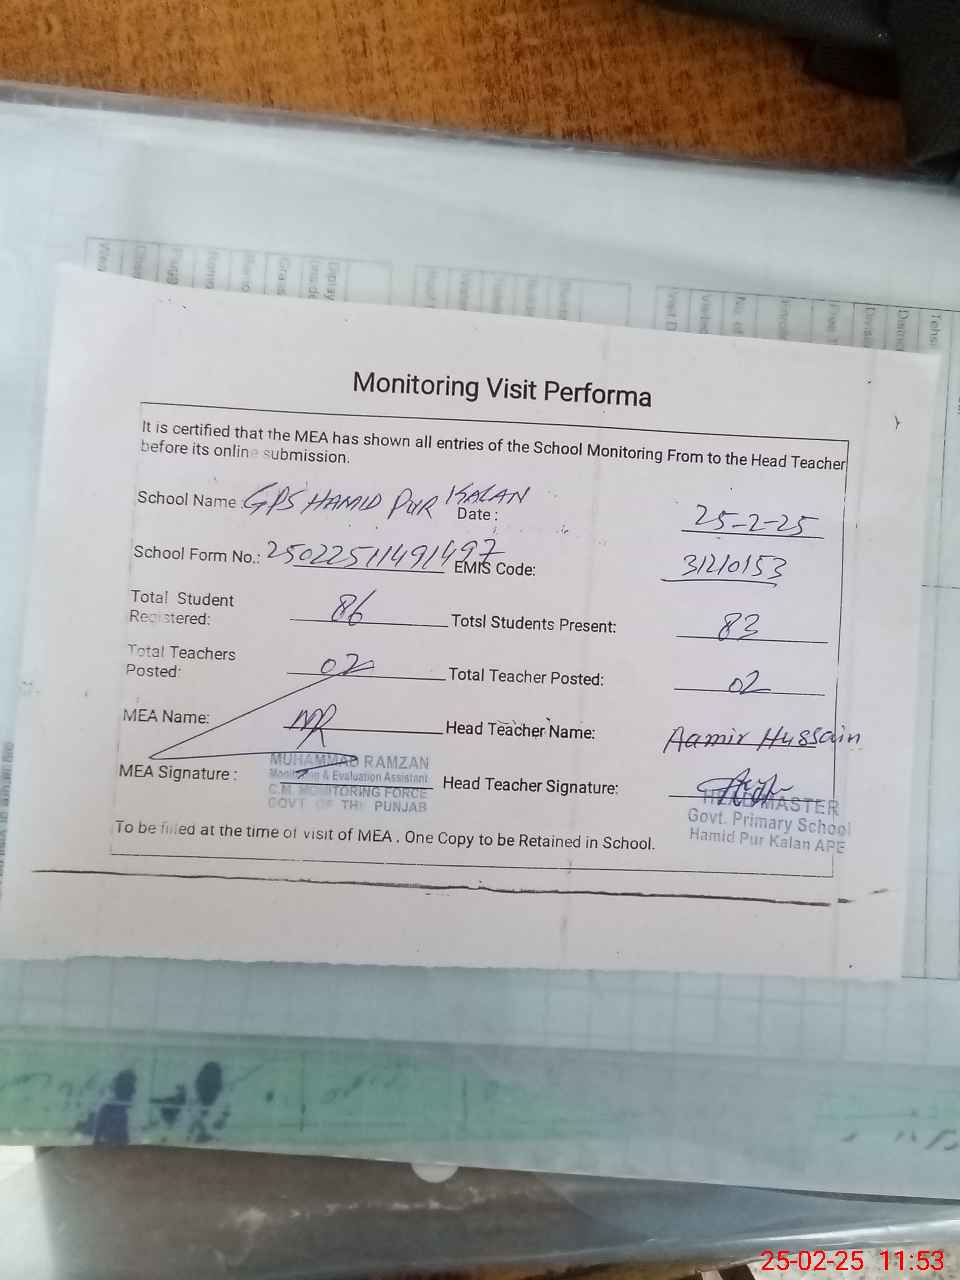 Monitoring Visit Performa
It is certified that the MEA has shown all entries of the School Monitoring From to the Head Teacher
before its online submission.
School Name: GPS HAMID PUR KALAN Date: 25-2-25
School Form No.: 25022511491497 EMIS Code: 31210153
Total Student Registered: 86 Totsl Students Present: 83
Total Teachers Posted: 02 Total Teacher Posted: 02
MEA Name: MR Head Teacher Name: Aamir Hussain
MEA Signature: Head Teacher Signature:
MUHAMMAD RAMZAN
Monitoring & Evaluation Assistant
C.M. MONITORING FORCE
GOVT OF THE PUNJAB
HEAD MASTER
Govt. Primary School
Hamid Pur Kalan APE
To be filled at the time of visit of MEA. One Copy to be Retained in School.
25-02-25 11:53